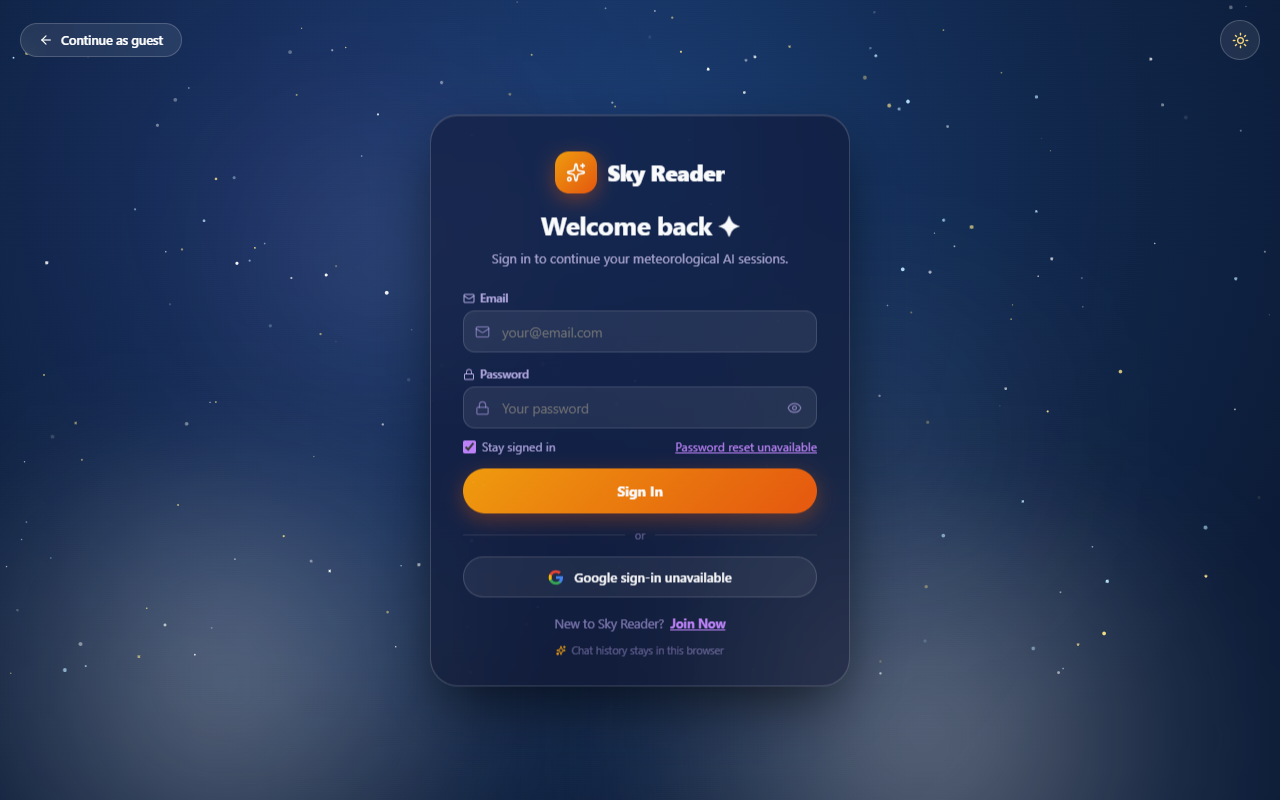 Continue as guest
Sky Reader
Welcome back ✦
Sign in to continue your meteorological AI sessions.
Email
your@email.com
Password
Your password
Stay signed in
Password reset unavailable
Sign In
or
Google sign-in unavailable
New to Sky Reader? Join Now
Chat history stays in this browser